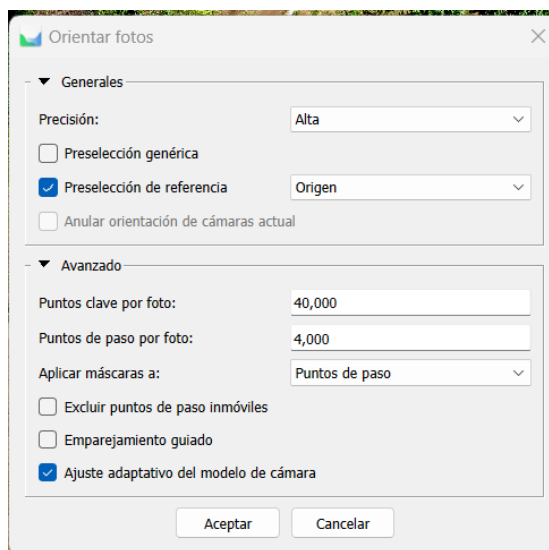 Orientar fotos
Generales
Precisión: Alta
Preselección genérica
Preselección de referencia Origen
Anular orientación de cámaras actual
Avanzado
Puntos clave por foto: 40,000
Puntos de paso por foto: 4,000
Aplicar máscaras a: Puntos de paso
Excluir puntos de paso inmóviles
Emparejamiento guiado
Ajuste adaptativo del modelo de cámara
Aceptar Cancelar